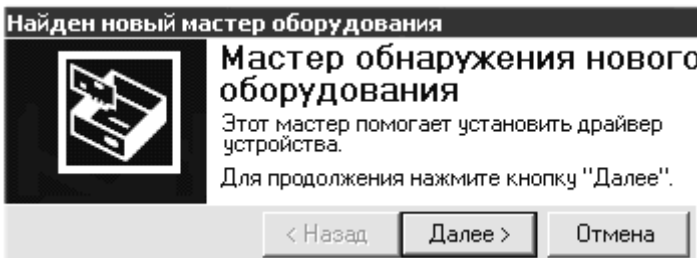 Найден новый мастер оборудования
Мастер обнаружения нового
оборудования
Этот мастер помогает установить драйвер
устройства.
Для продолжения нажмите кнопку "Далее".
< Назад
Далее >
Отмена